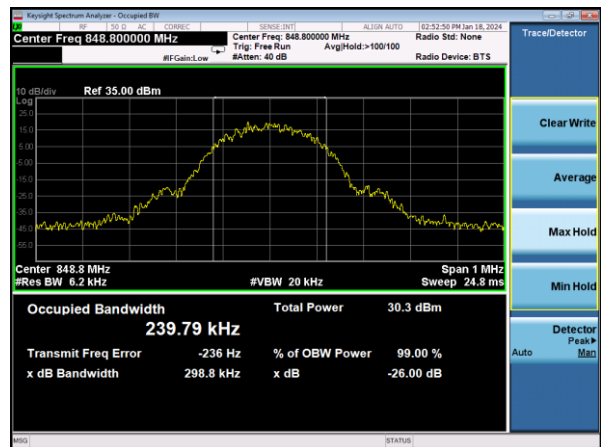 Keysight Spectrum Analyzer - Occupied BW
RF 50 Ω AC CORREC SENSE:INT ALIGN AUTO 02:52:50 PM Jan 18, 2024
Center Freq 848.800000 MHz
Center Freq: 848.800000 MHz
Radio Std: None
Trig: Free Run Avg|Hold:>100/100
#IFGain:Low #Atten: 40 dB Radio Device: BTS
Trace/Detector
10 dB/div Ref 35.00 dBm
Log
25.0
15.0
5.00
-5.00
-15.0
-25.0
-35.0
-45.0
-55.0
Center 848.8 MHz Span 1 MHz
#Res BW 6.2 kHz #VBW 20 kHz Sweep 24.8 ms
Occupied Bandwidth Total Power 30.3 dBm
239.79 kHz
Transmit Freq Error -236 Hz % of OBW Power 99.00 %
x dB Bandwidth 298.8 kHz x dB -26.00 dB
Clear Write
Average
Max Hold
Min Hold
Detector
Peak▶
Auto Man
MSG STATUS